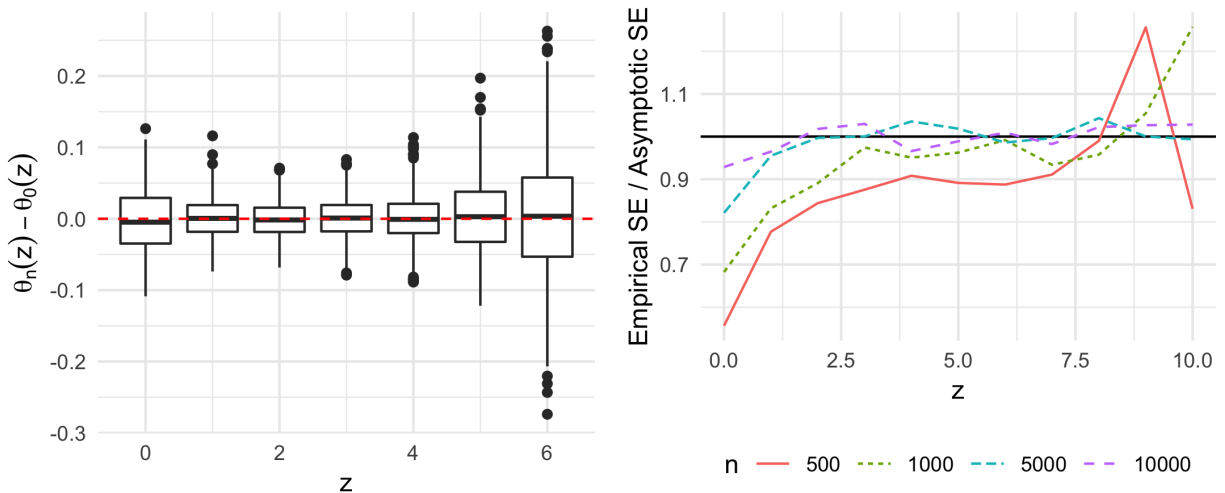 θn(z) − θ0(z)
0.2
0.1
0.0
-0.1
-0.2
-0.3
0 2 4 6
z
Empirical SE / Asymptotic SE
1.1
0.9
0.7
0.0 2.5 5.0 7.5 10.0
z
n 500 1000 5000 10000